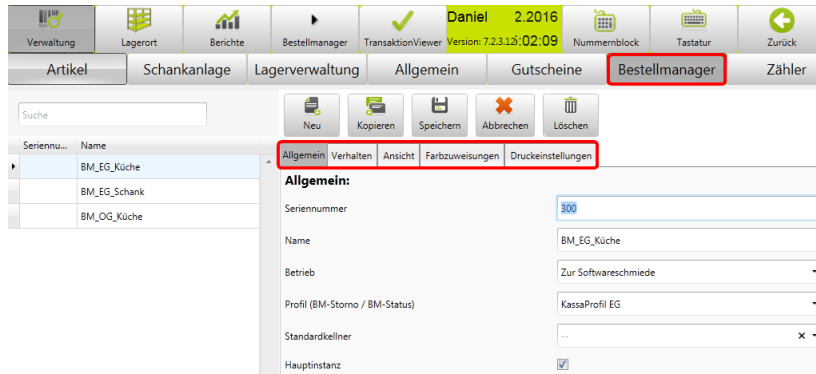 Daniel 2.2016
Version: 7.2.3.12i 02:09
Verwaltung Lagerort Berichte Bestellmanager TransaktionViewer Nummernblock Tastatur Zurück
Artikel Schankanlage Lagerverwaltung Allgemein Gutscheine Bestellmanager Zähler
Suche
Neu Kopieren Speichern Abbrechen Löschen
Seriennu... Name
BM_EG_Küche
BM_EG_Schank
BM_OG_Küche
Allgemein Verhalten Ansicht Farbzuweisungen Druckeinstellungen
Allgemein:
Seriennummer 300
Name BM_EG_Küche
Betrieb Zur Softwareschmiede
Profil (BM-Storno / BM-Status) KassaProfil EG
Standardkellner --
Hauptinstanz